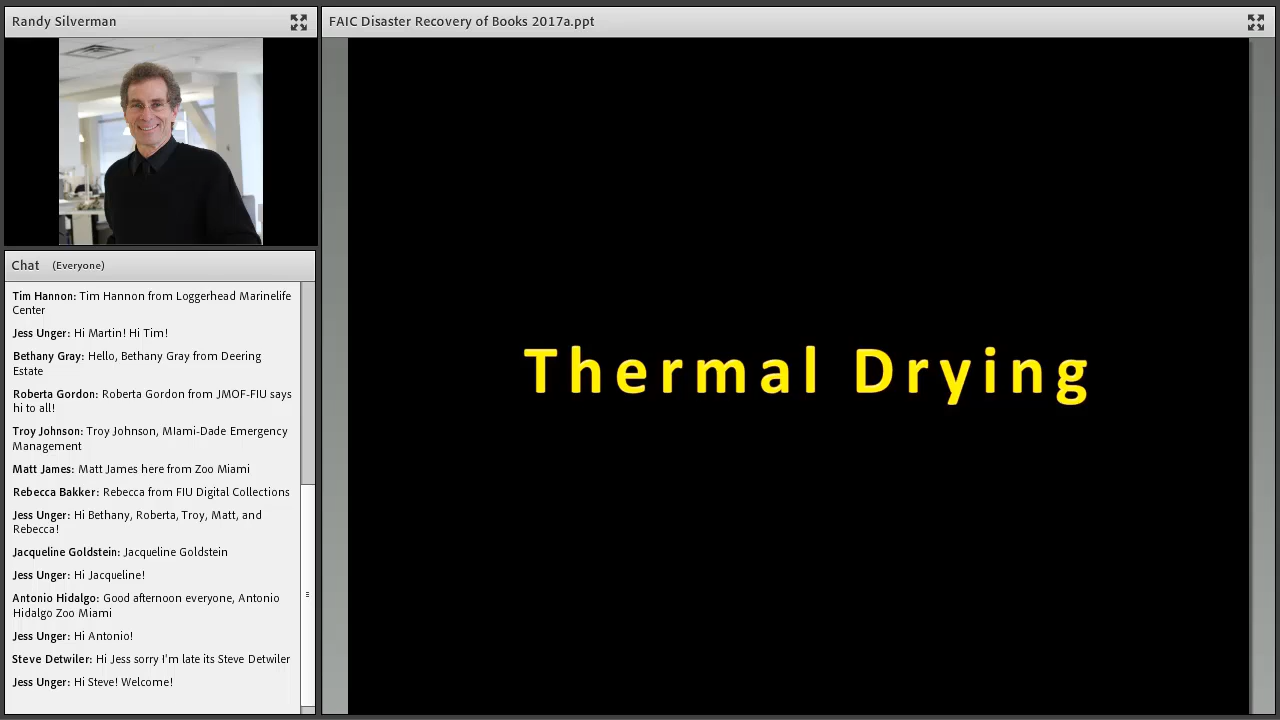 Randy Silverman
FAIC Disaster Recovery of Books 2017a.ppt
Chat (Everyone)
Tim Hannon: Tim Hannon from Loggerhead Marinelife
Center
Jess Unger: Hi Martin! Hi Tim!
Bethany Gray: Hello, Bethany Gray from Deering
Estate
Roberta Gordon: Roberta Gordon from JMOF-FIU says
hi to all!
Troy Johnson: Troy Johnson, MIami-Dade Emergency
Management
Matt James: Matt James here from Zoo Miami
Rebecca Bakker: Rebecca from FIU Digital Collections
Jess Unger: Hi Bethany, Roberta, Troy, Matt, and
Rebecca!
Jacqueline Goldstein: Jacqueline Goldstein
Jess Unger: Hi Jacqueline!
Antonio Hidalgo: Good afternoon everyone, Antonio
Hidalgo Zoo Miami
Jess Unger: Hi Antonio!
Steve Detwiler: Hi Jess sorry I'm late its Steve Detwiler
Jess Unger: Hi Steve! Welcome!
Thermal Drying